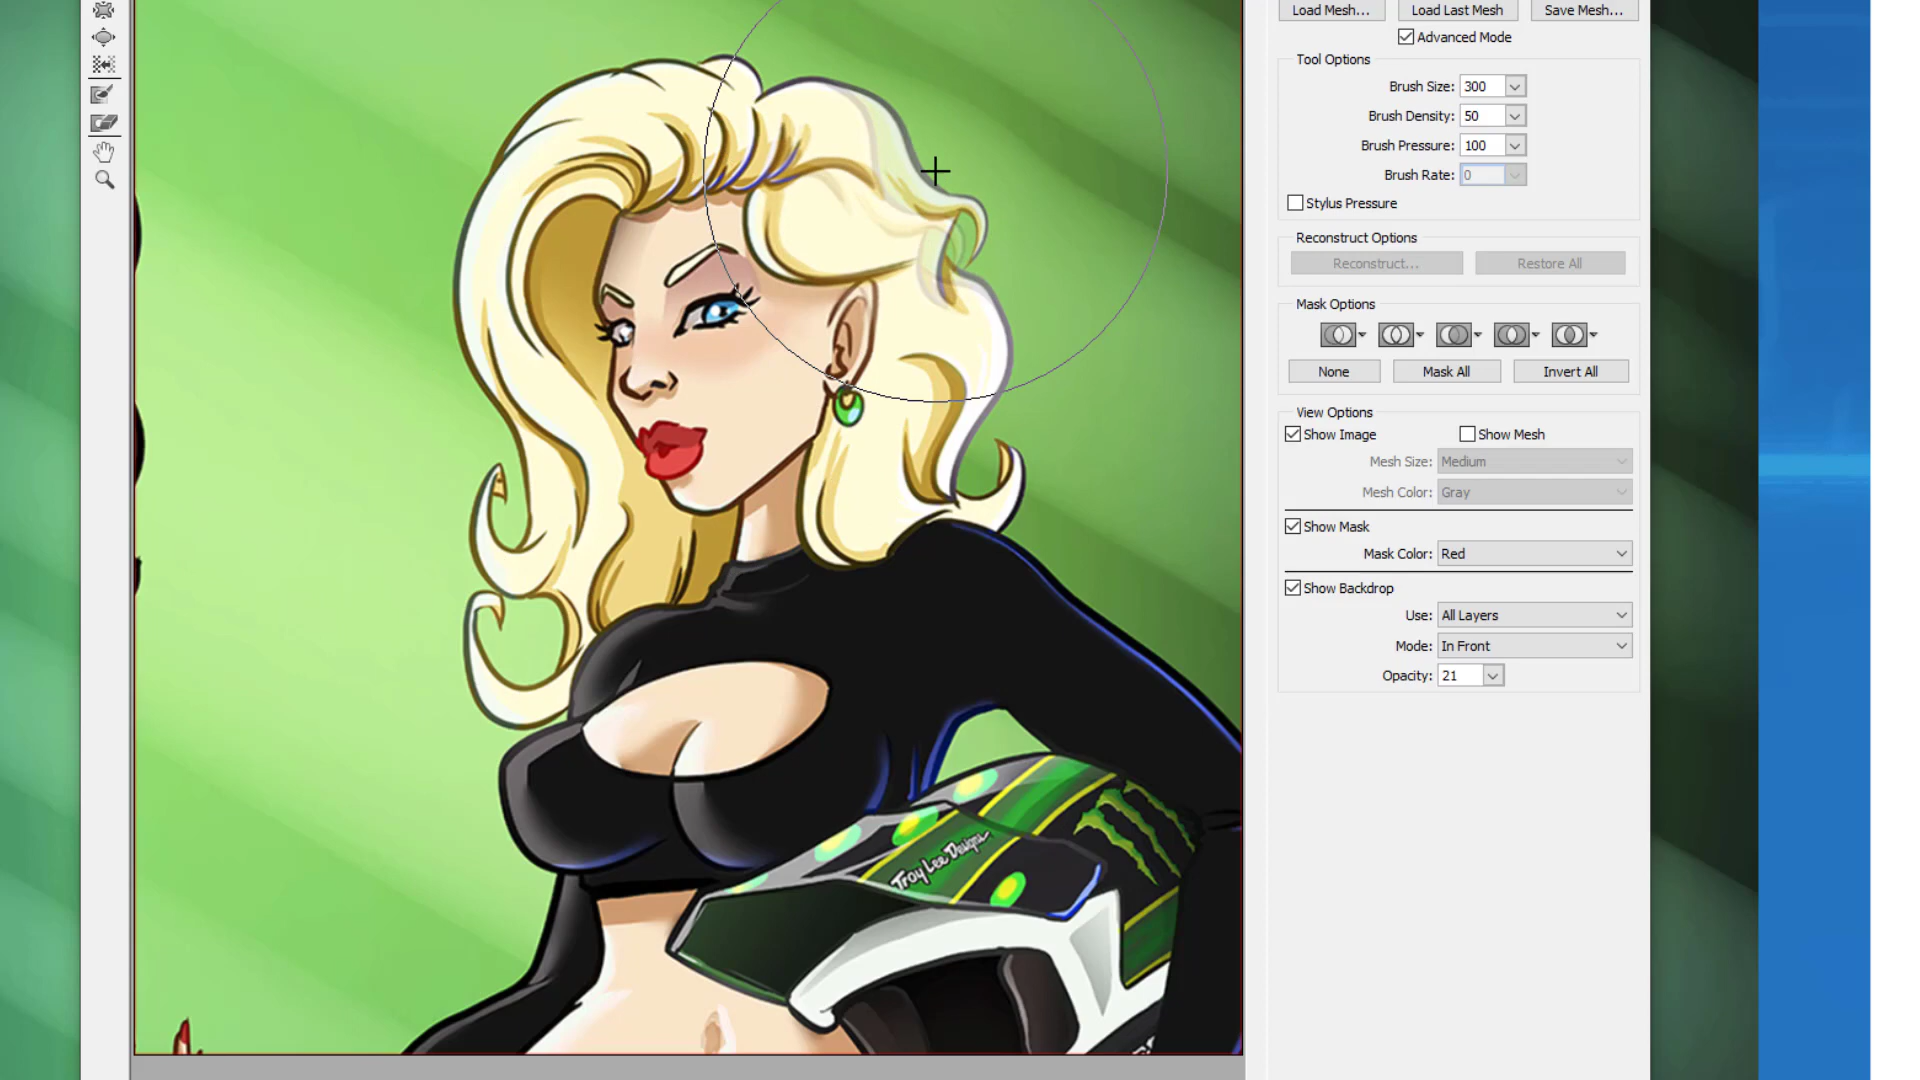 Load Mesh...
Load Last Mesh
Save Mesh...
Advanced Mode
Tool Options
Brush Size: 300
Brush Density: 50
Brush Pressure: 100
Brush Rate: 0
Stylus Pressure
Reconstruct Options
Reconstruct...
Restore All
Mask Options
None
Mask All
Invert All
View Options
Show Image
Show Mesh
Mesh Size: Medium
Mesh Color: Gray
Show Mask
Mask Color: Red
Show Backdrop
Use: All Layers
Mode: In Front
Opacity: 21
Troy Lee Designs